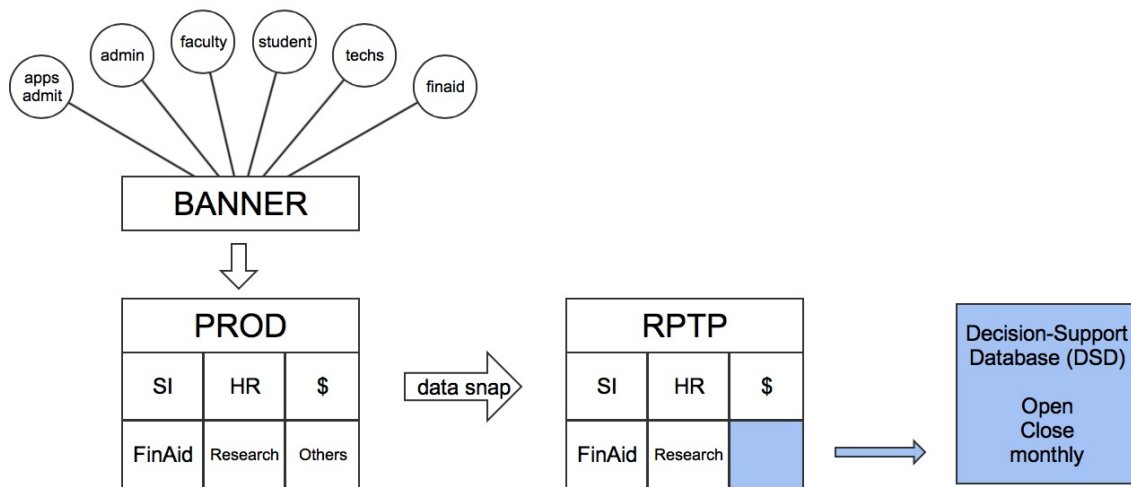 apps
admit
admin
faculty
student
techs
finaid
BANNER
PROD
SI
HR
$
FinAid
Research
Others
data snap
RPTP
SI
HR
$
FinAid
Research
Decision-Support
Database (DSD)
Open
Close
monthly